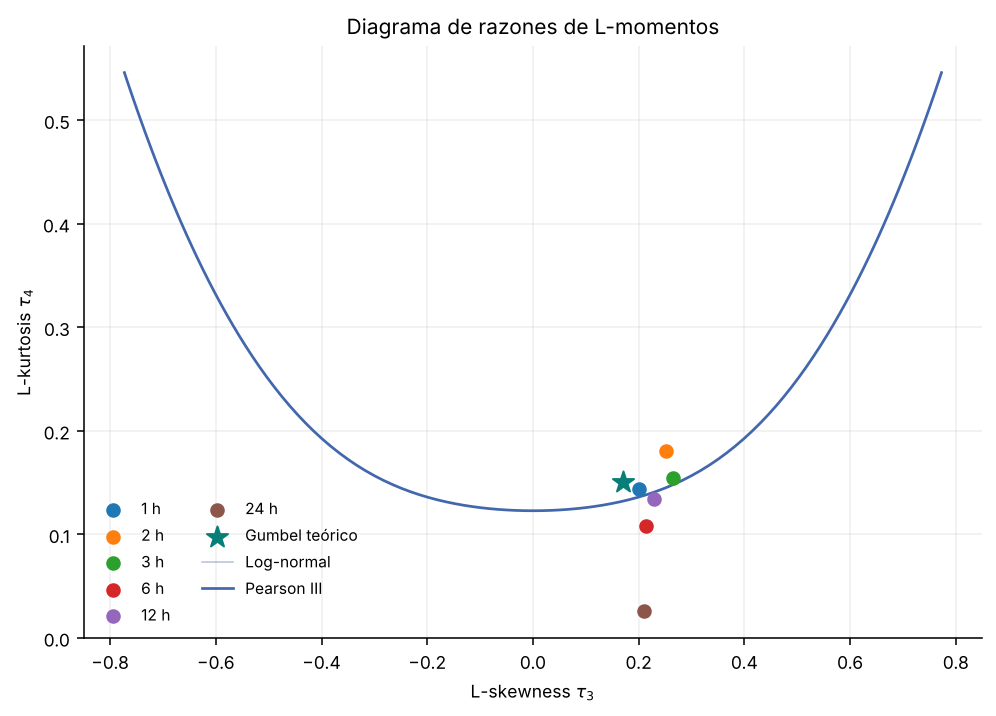 Diagrama de razones de L-momentos
L-kurtosis τ4
0.5
0.4
0.3
0.2
0.1
0.0
−0.8 −0.6 −0.4 −0.2 0.0 0.2 0.4 0.6 0.8
L-skewness τ3
1 h
2 h
3 h
6 h
12 h
24 h
Gumbel teórico
Log-normal
Pearson III